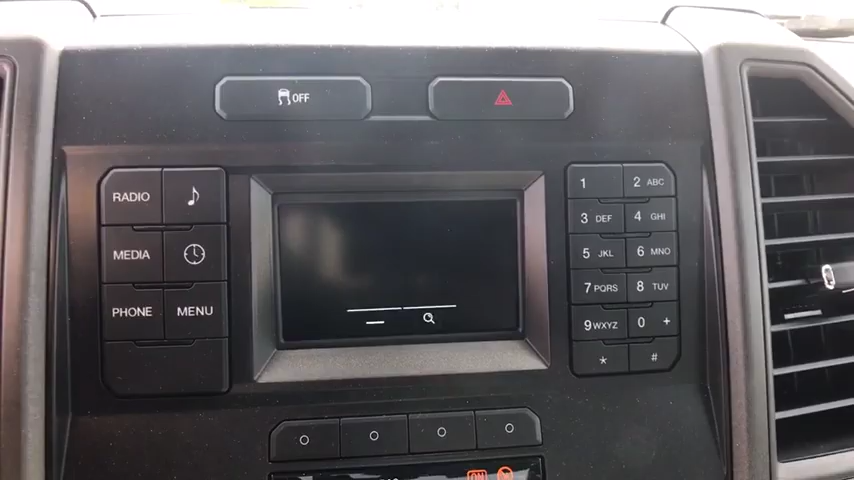 OFF
RADIO
MEDIA
PHONE MENU
1 2 ABC
3 DEF 4 GHI
5 JKL 6 MNO
7 PQRS 8 TUV
9 WXYZ 0 +
* #
ON